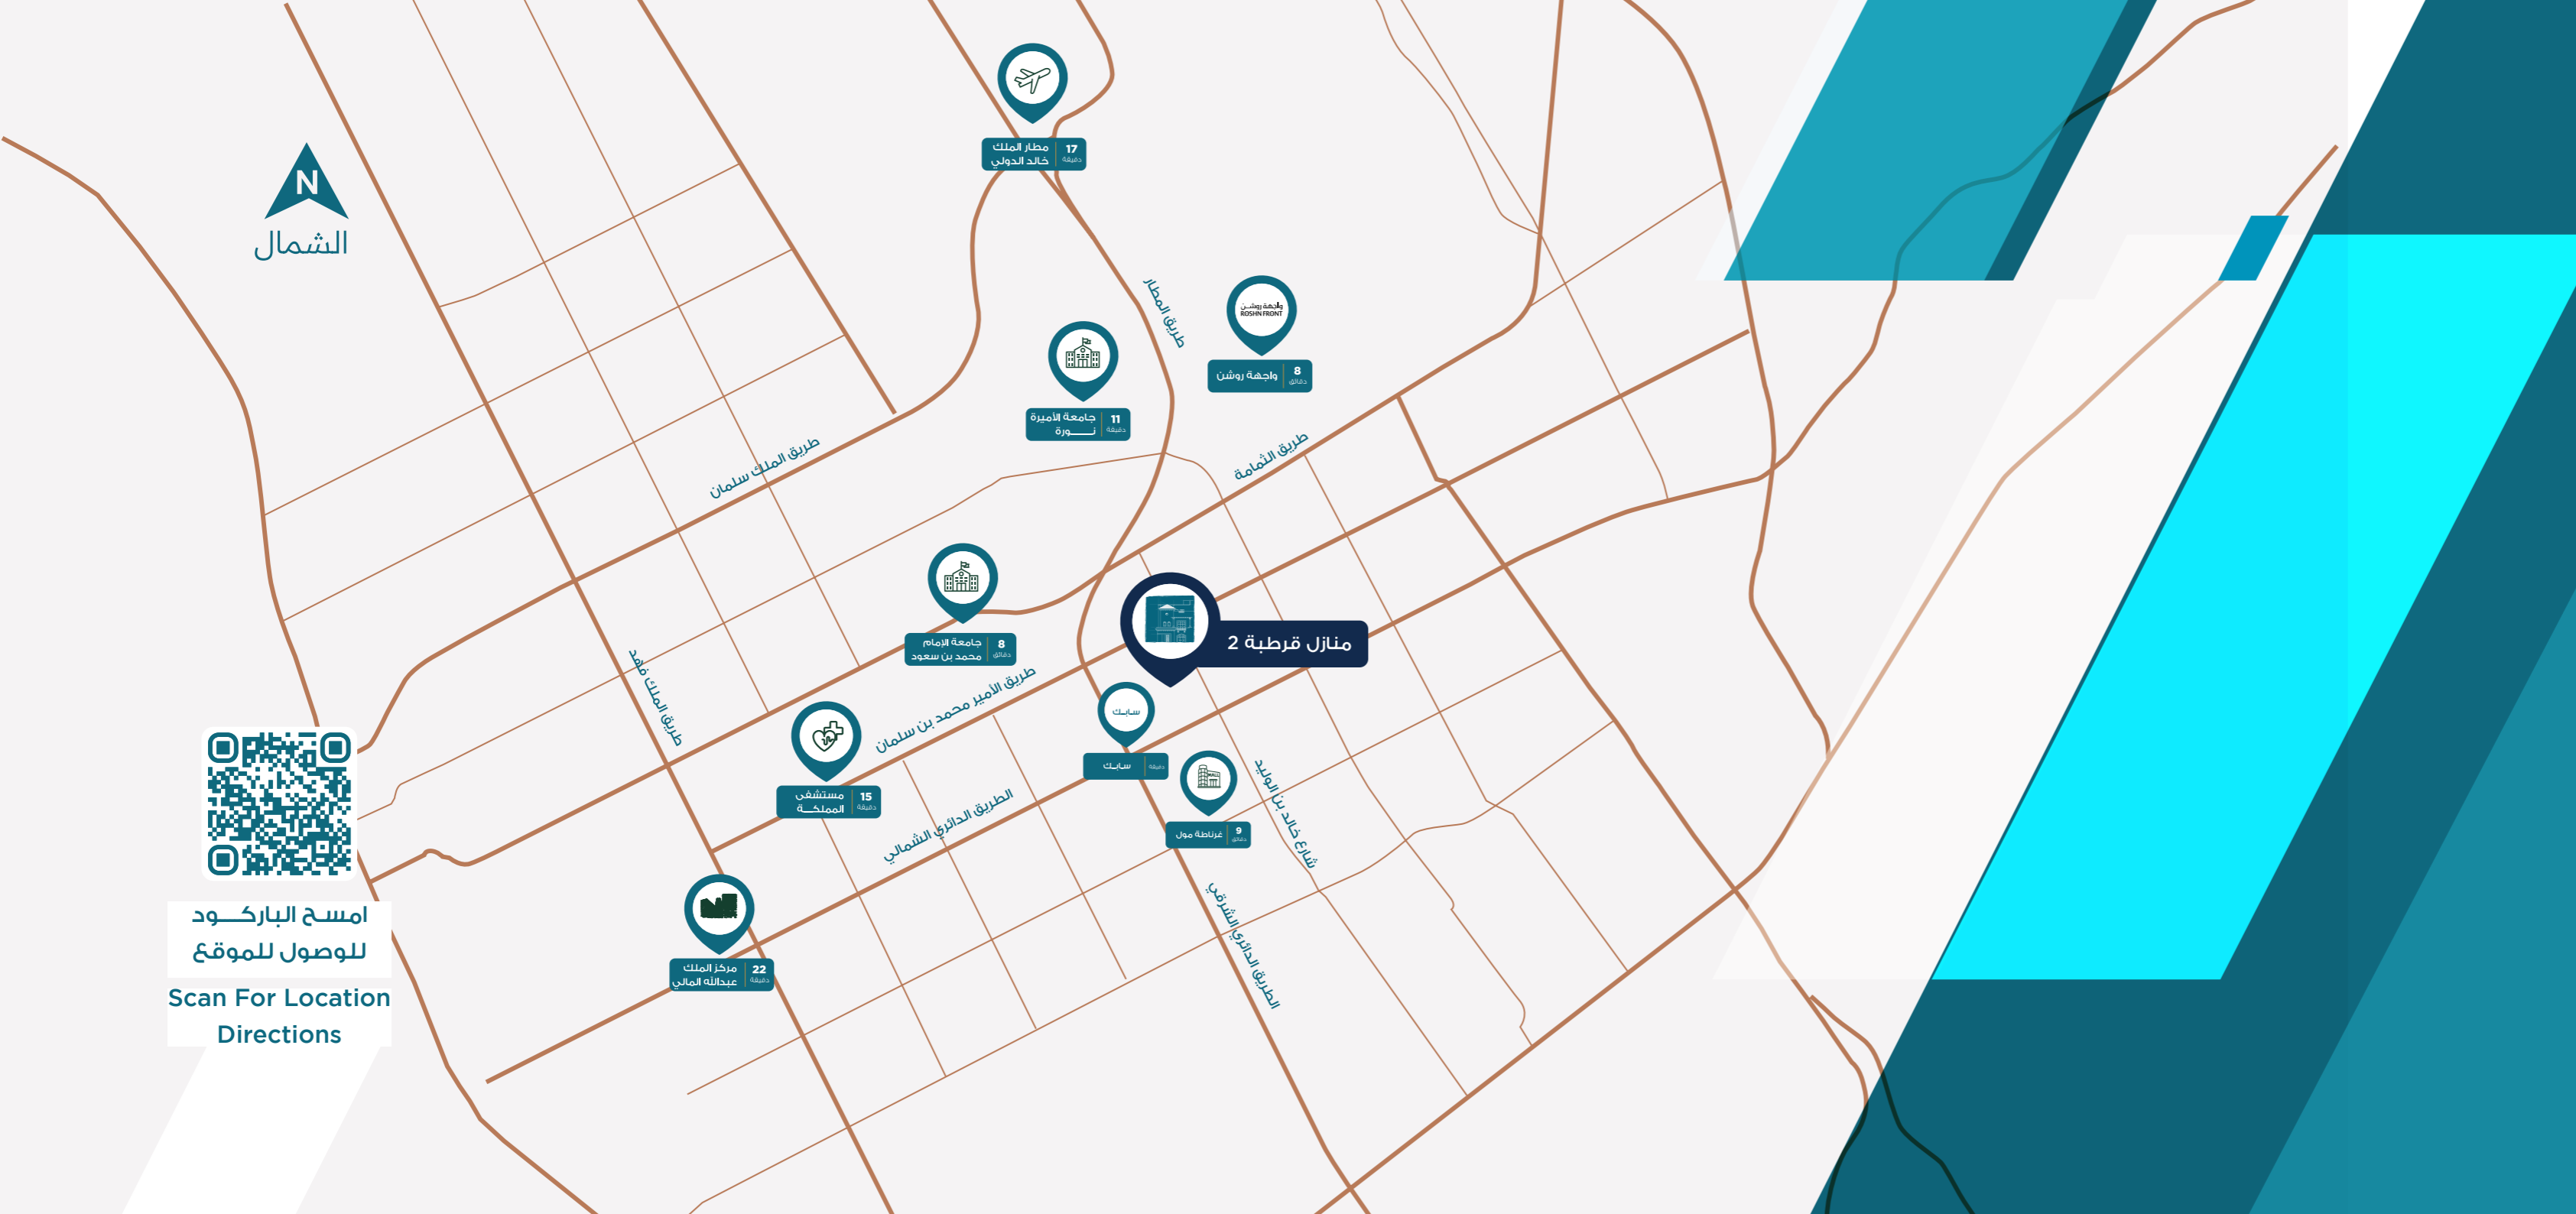 17
دقيقة
مطار الملك
خالد الدولي
N
الشمال
طريق المطار
واجهة روشن
ROSHN FRONT
8
دقائق
واجهة روشن
11
دقيقة
جامعة الأميرة
نـــورة
طريق الملك سلمان
طريق الثمامة
8
دقائق
جامعة الإمام
محمد بن سعود
منازل قرطبة 2
طريق الملك فهد
طريق الأمير محمد بن سلمان
سابك
دقيقة
سابك
15
دقيقة
مستشفى
المملكـــة
MALL
9
دقائق
غرناطة مول
شارع خالد بن الوليد
الطريق الدائري الشمالي
الطريق الدائري الشرقي
22
دقيقة
مركز الملك
عبدالله المالي
امسح الباركـــود
للوصول للموقع
Scan For Location
Directions